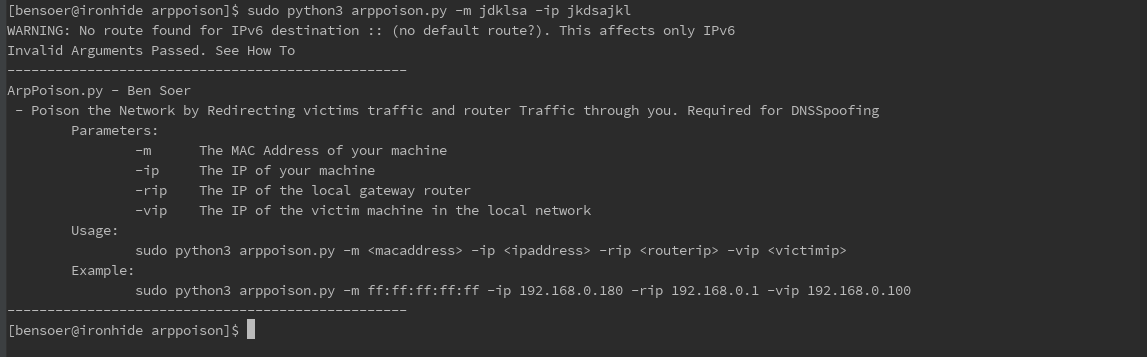 [bensoer@ironhide arppoison]$ sudo python3 arppoison.py -m jdklsa -ip jkdsajkl
WARNING: No route found for IPv6 destination :: (no default route?). This affects only IPv6
Invalid Arguments Passed. See How To
--------------------------------------------------
ArpPoison.py - Ben Soer
 - Poison the Network by Redirecting victims traffic and router Traffic through you. Required for DNSSpoofing
        Parameters:
                -m      The MAC Address of your machine
                -ip     The IP of your machine
                -rip    The IP of the local gateway router
                -vip    The IP of the victim machine in the local network
        Usage:
                sudo python3 arppoison.py -m <macaddress> -ip <ipaddress> -rip <routerip> -vip <victimip>
        Example:
                sudo python3 arppoison.py -m ff:ff:ff:ff:ff -ip 192.168.0.180 -rip 192.168.0.1 -vip 192.168.0.100
--------------------------------------------------
[bensoer@ironhide arppoison]$